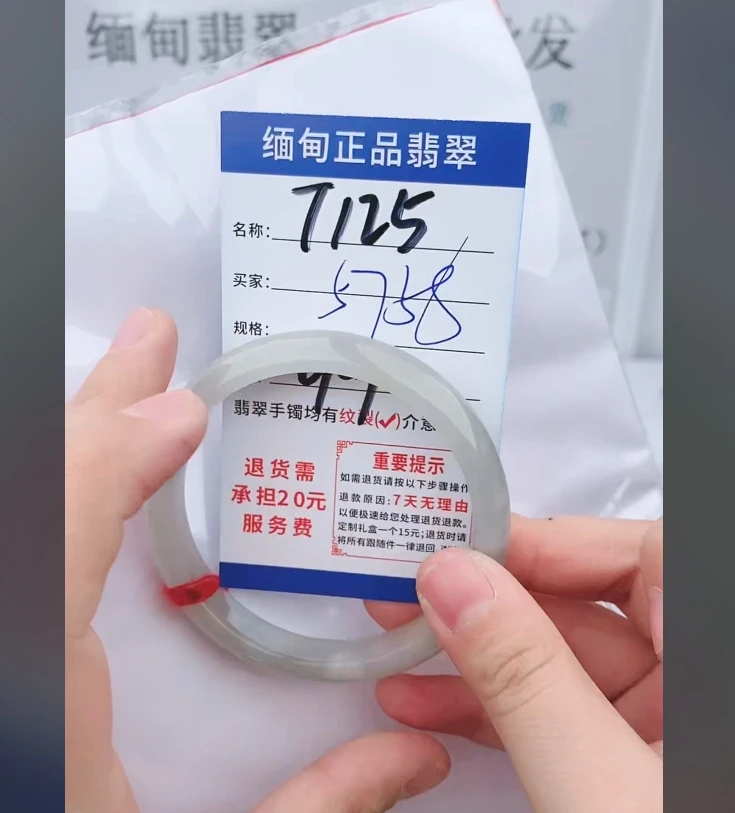 缅甸翡翠
发
缅甸正品翡翠
名称: T125
买家: 5758
规格:
翡翠手镯均有纹裂(✓)介意
退货需
承担20元
服务费
重要提示
如需退货请按以下步骤操作
退款原因:7天无理由
以便极速给您处理退货退款。
定制礼盒一个15元;退货时请
将所有跟随件一律退回